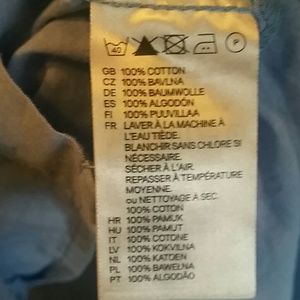 40 P
GB 100% COTTON
CZ 100% BAVLNA
DE 100% BAUMWOLLE
ES 100% ALGODÓN
FI 100% PUUVILLAA
FR LAVER À LA MACHINE À
L'EAU TIÈDE.
BLANCHIR SANS CHLORE SI
NÉCESSAIRE.
SÉCHER À L'AIR.
REPASSER À TEMPÉRATURE
MOYENNE.
ou NETTOYAGE À SEC.
100% COTON
HR 100% PAMUK
HU 100% PAMUT
IT 100% COTONE
LV 100% KOKVILNA
NL 100% KATOEN
PL 100% BAWEŁNA
PT 100% ALGODÃO